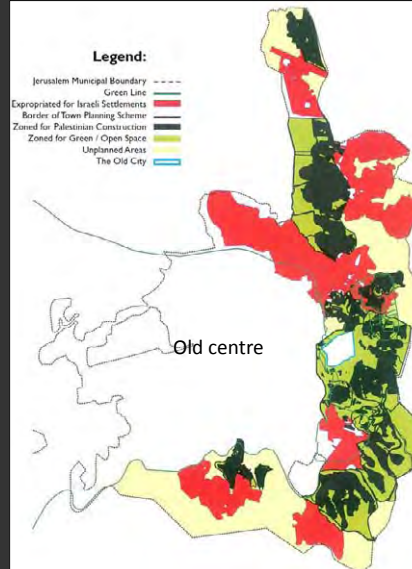 Legend:
Jerusalem Municipal Boundary
Green Line
Expropriated for Israeli Settlements
Border of Town Planning Scheme
Zoned for Palestinian Construction
Zoned for Green / Open Space
Unplanned Areas
The Old City
Old centre